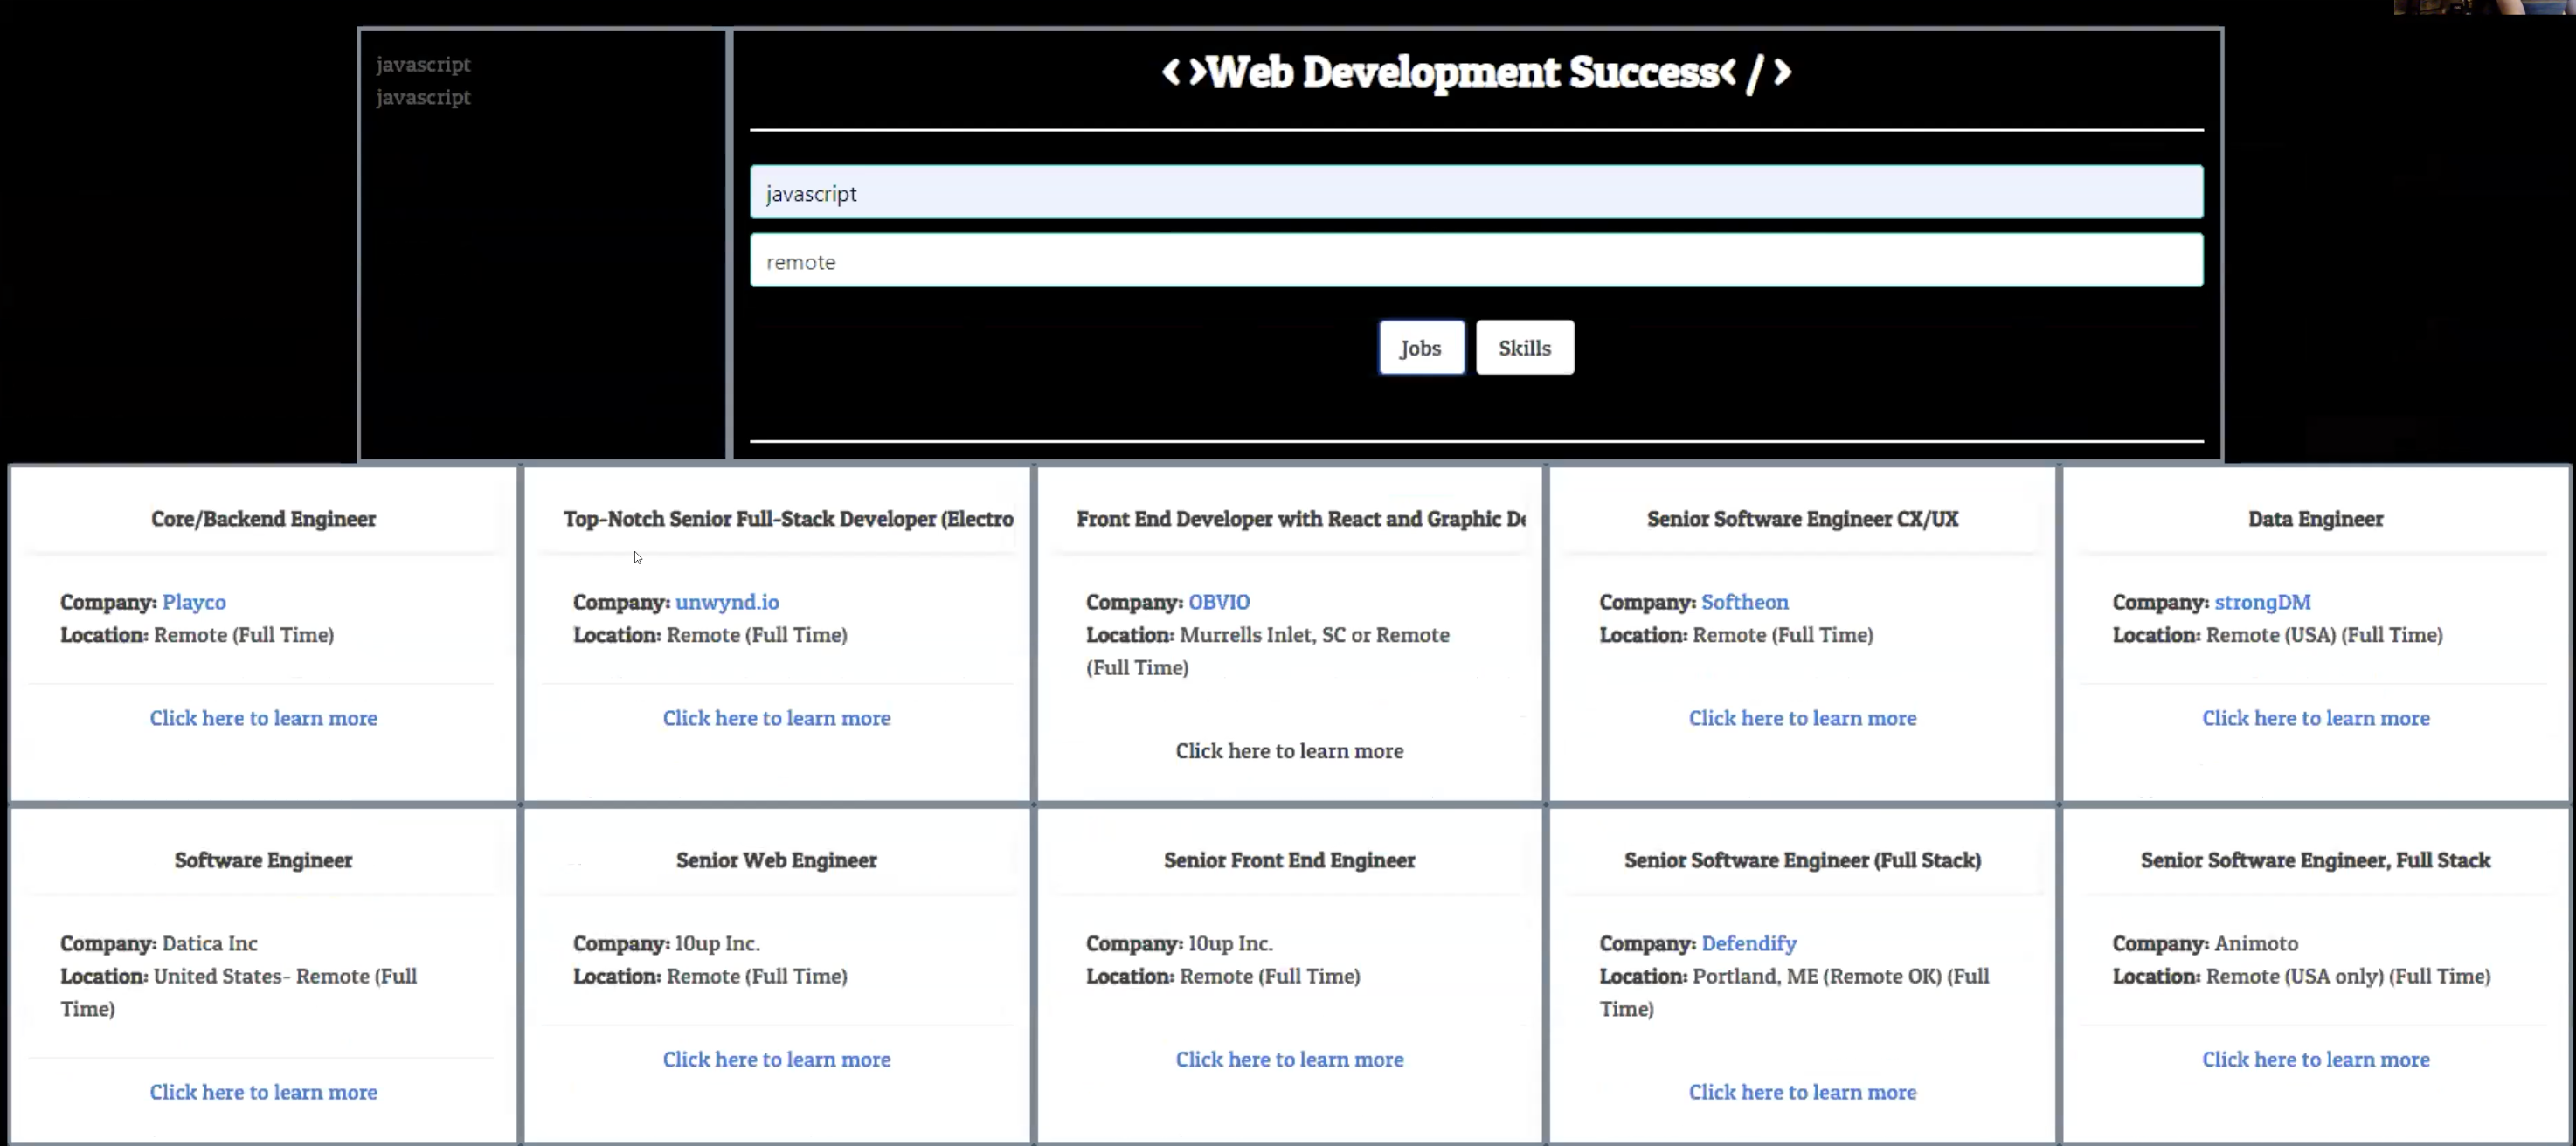 javascript
javascript
< >Web Development Success< / >
javascript
remote
Jobs
Skills
Core/Backend Engineer
Company: Playco
Location: Remote (Full Time)
Click here to learn more
Top-Notch Senior Full-Stack Developer (Electro
Company: unwynd.io
Location: Remote (Full Time)
Click here to learn more
Front End Developer with React and Graphic De
Company: OBVIO
Location: Murrells Inlet, SC or Remote
(Full Time)
Click here to learn more
Senior Software Engineer CX/UX
Company: Softheon
Location: Remote (Full Time)
Click here to learn more
Data Engineer
Company: strongDM
Location: Remote (USA) (Full Time)
Click here to learn more
Software Engineer
Company: Datica Inc
Location: United States- Remote (Full
Time)
Click here to learn more
Senior Web Engineer
Company: 10up Inc.
Location: Remote (Full Time)
Click here to learn more
Senior Front End Engineer
Company: 10up Inc.
Location: Remote (Full Time)
Click here to learn more
Senior Software Engineer (Full Stack)
Company: Defendify
Location: Portland, ME (Remote OK) (Full
Time)
Click here to learn more
Senior Software Engineer, Full Stack
Company: Animoto
Location: Remote (USA only) (Full Time)
Click here to learn more